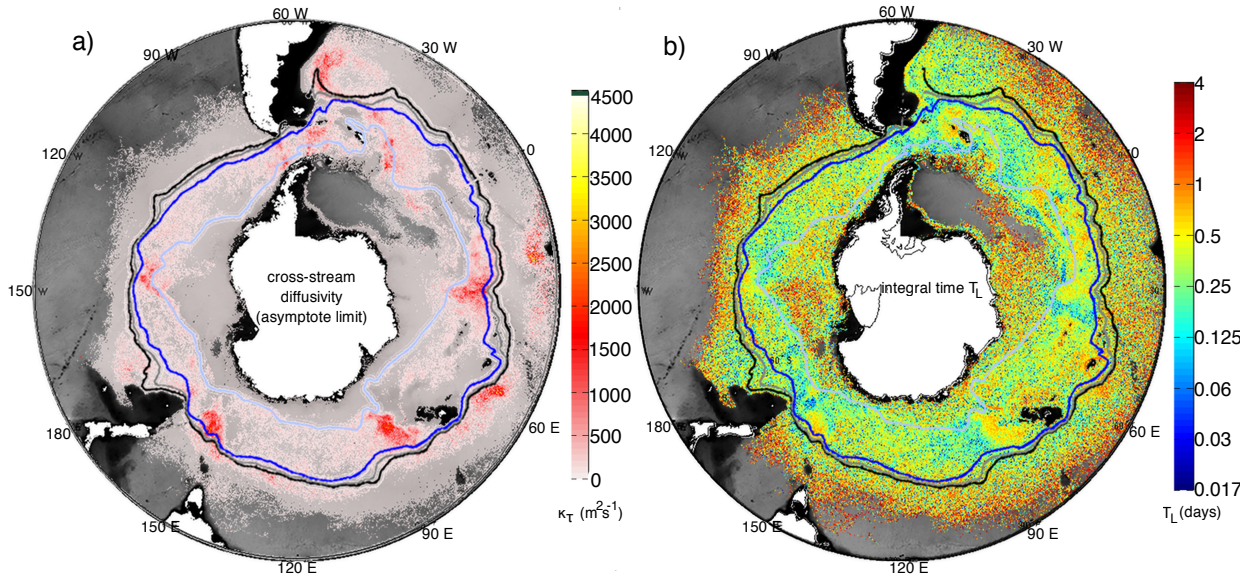 a)
60 W
30 W
0
60 E
90 E
120 E
150 E
180 W
150 W
120 W
90 W
cross-stream
diffusivity
(asymptote limit)
4500
4000
3500
3000
2500
2000
1500
1000
500
0
κτ (m²s⁻¹)
b)
60 W
30 W
0
60 E
90 E
120 E
150 E
180 W
150 W
120 W
90 W
integral time T_L
4
2
1
0.5
0.25
0.125
0.06
0.03
0.017
T_L (days)